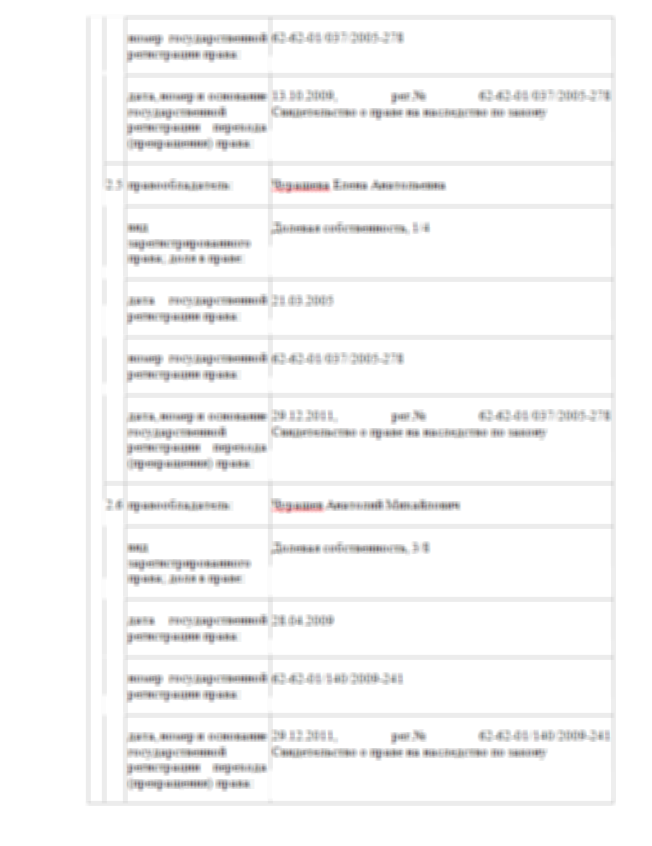 номер государственной 62-62-01/037/2005-278
регистрации права:
дата, номер и основание 13.10.2009, рег.№ 62-62-01/037/2005-278
государственной Свидетельство о праве на наследство по закону
регистрации перехода
(прекращения) права:
2.5 правообладатель: Елена Анатольевна
вид Долевая собственность, 1/4
зарегистрированного
права; доля в праве:
дата государственной 21.03.2005
регистрации права:
номер государственной 62-62-01/037/2005-278
регистрации права:
дата, номер и основание 29.12.2011, рег.№ 62-62-01/037/2005-278
государственной Свидетельство о праве на наследство по закону
регистрации перехода
(прекращения) права:
2.6 правообладатель: Анатолий Михайлович
вид Долевая собственность, 3/8
зарегистрированного
права; доля в праве:
дата государственной 28.04.2009
регистрации права:
номер государственной 62-62-01/140/2009-241
регистрации права:
дата, номер и основание 29.12.2011, рег.№ 62-62-01/140/2009-241
государственной Свидетельство о праве на наследство по закону
регистрации перехода
(прекращения) права: